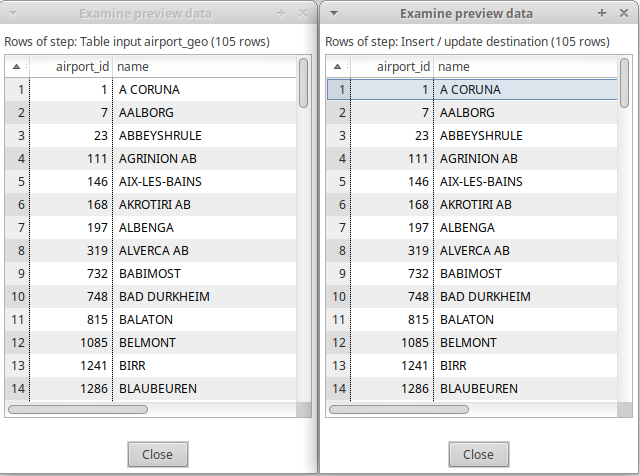 Examine preview data
Rows of step: Table input airport_geo (105 rows)
airport_id name
1 1 A CORUNA
2 7 AALBORG
3 23 ABBEYSHRULE
4 111 AGRINION AB
5 146 AIX-LES-BAINS
6 168 AKROTIRI AB
7 197 ALBENGA
8 319 ALVERCA AB
9 732 BABIMOST
10 748 BAD DURKHEIM
11 815 BALATON
12 1085 BELMONT
13 1241 BIRR
14 1286 BLAUBEUREN
Close
Examine preview data
Rows of step: Insert / update destination (105 rows)
airport_id name
1 1 A CORUNA
2 7 AALBORG
3 23 ABBEYSHRULE
4 111 AGRINION AB
5 146 AIX-LES-BAINS
6 168 AKROTIRI AB
7 197 ALBENGA
8 319 ALVERCA AB
9 732 BABIMOST
10 748 BAD DURKHEIM
11 815 BALATON
12 1085 BELMONT
13 1241 BIRR
14 1286 BLAUBEUREN
Close